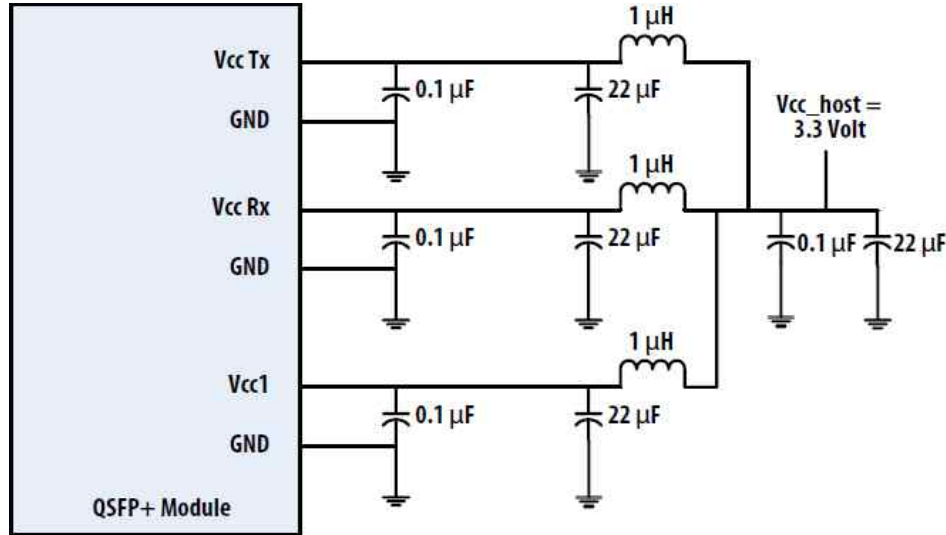 1 µH
Vcc Tx
0.1 µF
22 µF
GND
Vcc_host =
3.3 Volt
1 µH
Vcc Rx
0.1 µF
22 µF
0.1 µF
22 µF
GND
1 µH
Vcc1
0.1 µF
22 µF
GND
QSFP+ Module